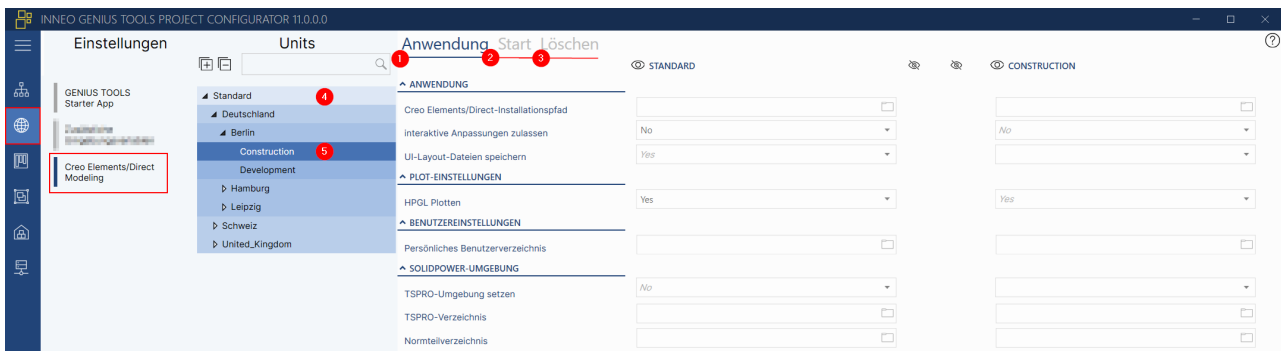 INNEO GENIUS TOOLS PROJECT CONFIGURATOR 11.0.0.0
Einstellungen
Units
Anwendung Start Löschen
1
2
3
STANDARD
CONSTRUCTION
GENIUS TOOLS
Starter App
Creo Elements/Direct
Modeling
Standard
4
Deutschland
Berlin
Construction
5
Development
Hamburg
Leipzig
Schweiz
United_Kingdom
ANWENDUNG
Creo Elements/Direct-Installationspfad
interaktive Anpassungen zulassen
No
No
UI-Layout-Dateien speichern
Yes
PLOT-EINSTELLUNGEN
HPGL Plotten
Yes
Yes
BENUTZEREINSTELLUNGEN
Persönliches Benutzerverzeichnis
SOLIDPOWER-UMGEBUNG
TSPRO-Umgebung setzen
No
TSPRO-Verzeichnis
Normteilverzeichnis